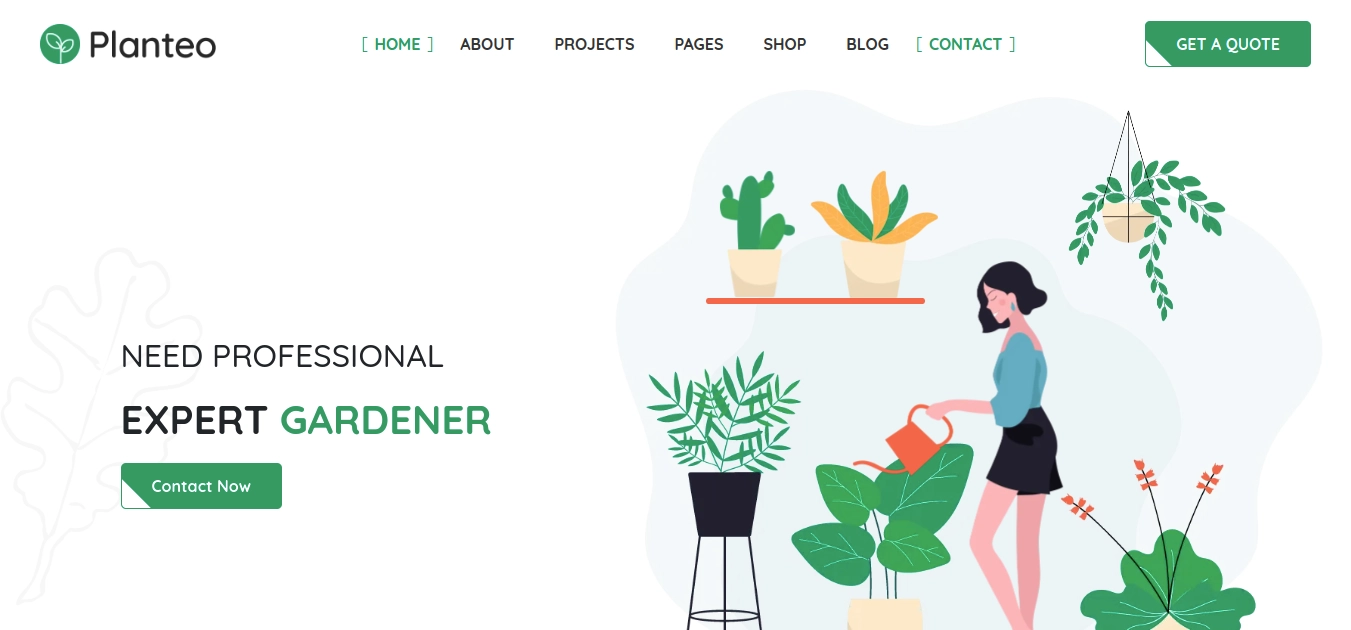 Planteo
[ HOME ] ABOUT PROJECTS PAGES SHOP BLOG [ CONTACT ]
GET A QUOTE
NEED PROFESSIONAL
EXPERT GARDENER
Contact Now